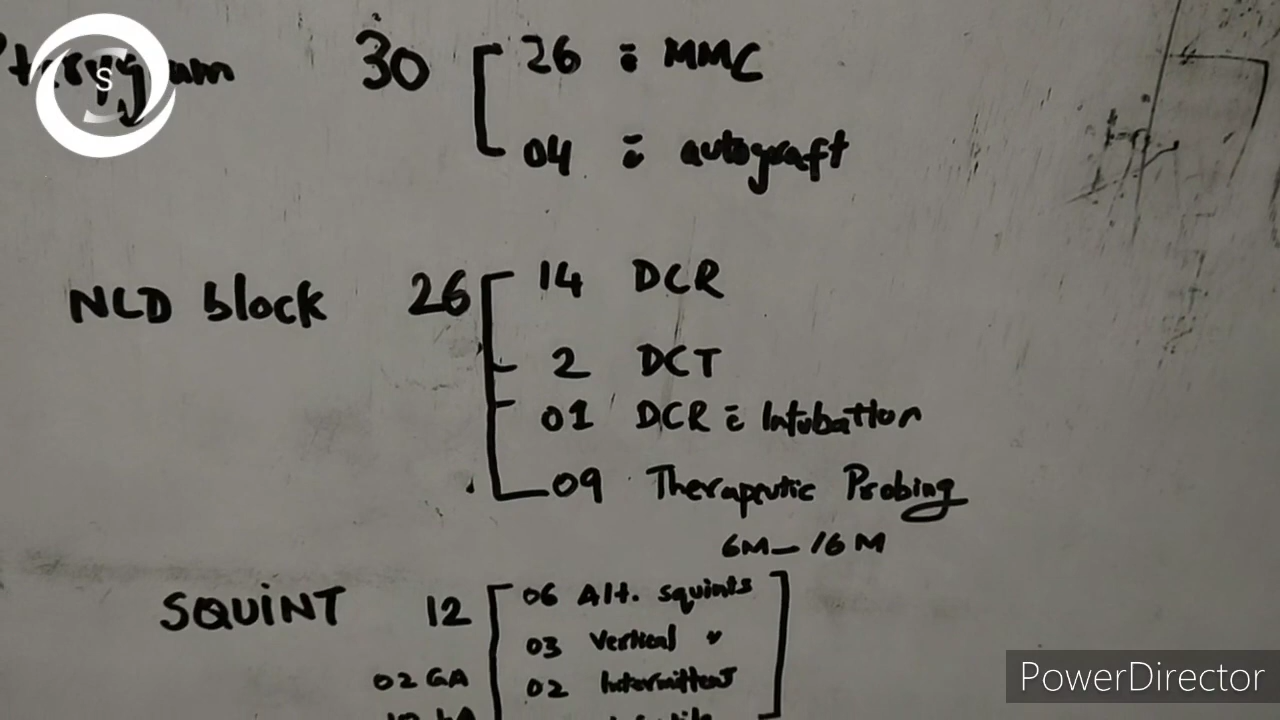 S
30 26 c̄ MMC
04 c̄ autograft
NLD block 26 14 DCR
2 DCT
01 DCR c̄ Intubation
09 Therapeutic Probing
6M - 16M
SQUINT 12 06 Alt. squints
03 Vertical "
02 GA 02 Intermittent
PowerDirector